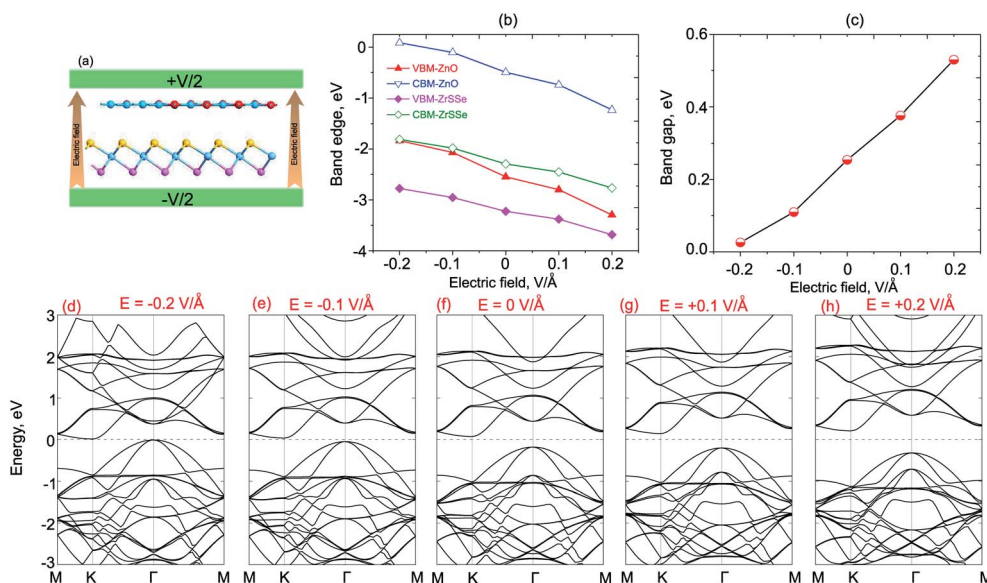 (a)
+V/2
Electric field
Electric field
-V/2
(b)
Band edge, eV
0
-1
-2
-3
-4
VBM-ZnO
CBM-ZnO
VBM-ZrSSe
CBM-ZrSSe
-0.2 -0.1 0 0.1 0.2
Electric field, V/Å
(c)
Band gap, eV
0.6
0.4
0.2
0.0
-0.2 -0.1 0 0.1 0.2
Electric field, V/Å
(d) E = -0.2 V/Å
(e) E = -0.1 V/Å
(f) E = 0 V/Å
(g) E = +0.1 V/Å
(h) E = +0.2 V/Å
Energy, eV
3
2
1
0
-1
-2
-3
M K Γ M
M K Γ M
M K Γ M
M K Γ M
M K Γ M